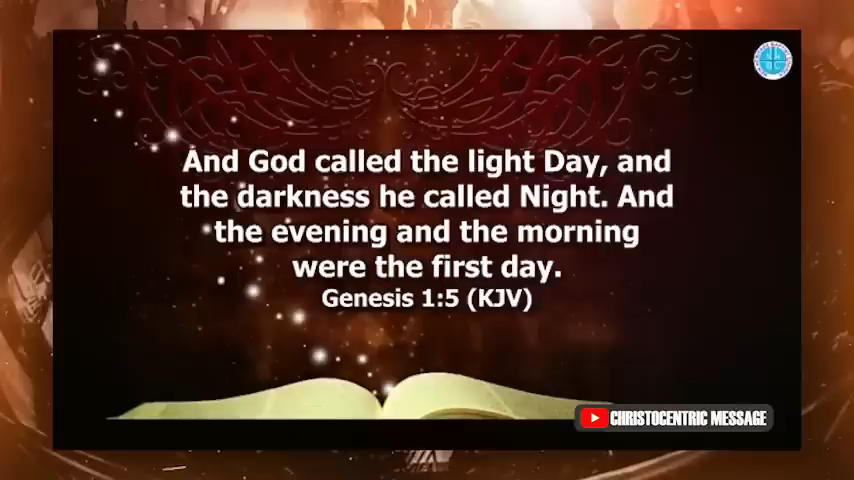 And God called the light Day, and
the darkness he called Night. And
the evening and the morning
were the first day.
Genesis 1:5 (KJV)
CHRISTOCENTRIC MESSAGE